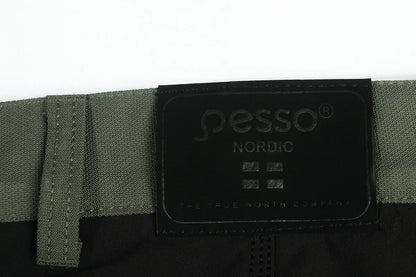 pesso®
NORDIC
THE TRUE NORTH COMPANY